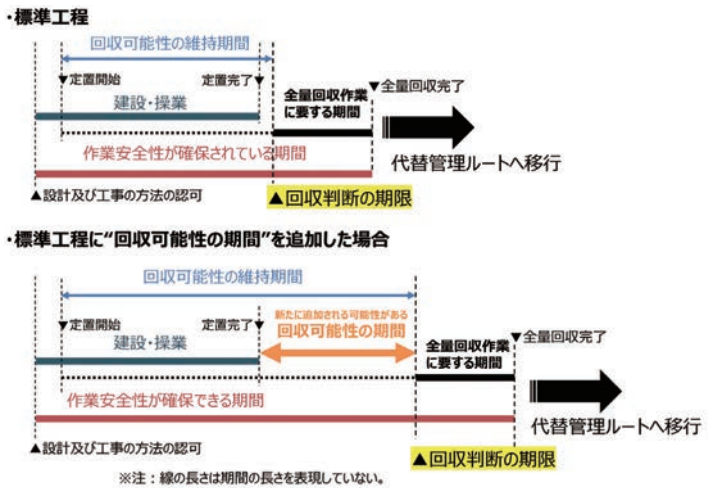 ・標準工程
回収可能性の維持期間
▼定置開始
定置完了▼
建設・操業
全量回収作業
に要する期間
▼全量回収完了
作業安全性が確保されている期間
代替管理ルートへ移行
▲設計及び工事の方法の認可
▲回収判断の期限
・標準工程に“回収可能性の期間”を追加した場合
回収可能性の維持期間
▼定置開始
定置完了▼
新たに追加される可能性がある
回収可能性の期間
建設・操業
全量回収作業
に要する期間
▼全量回収完了
作業安全性が確保できる期間
代替管理ルートへ移行
▲設計及び工事の方法の認可
▲回収判断の期限
※注：線の長さは期間の長さを表現していない。